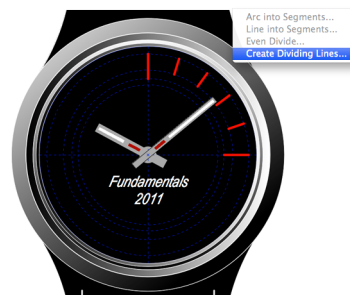 Arc into Segments...
Line into Segments...
Even Divide...
Create Dividing Lines...
Fundamentals
2011